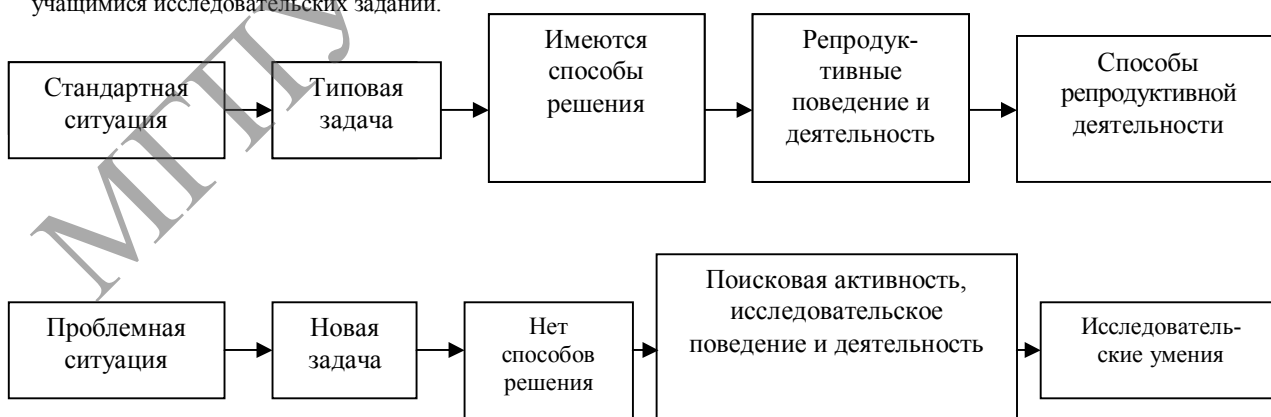 учащимися исследовательских заданий.
Стандартная
ситуация
Типовая
задача
Имеются
способы
решения
Репродук-
тивные
поведение и
деятельность
Способы
репродуктивной
деятельности
Проблемная
ситуация
Новая
задача
Нет
способов
решения
Поисковая активность,
исследовательское
поведение и деятельность
Исследователь-
ские умения
МГПУ